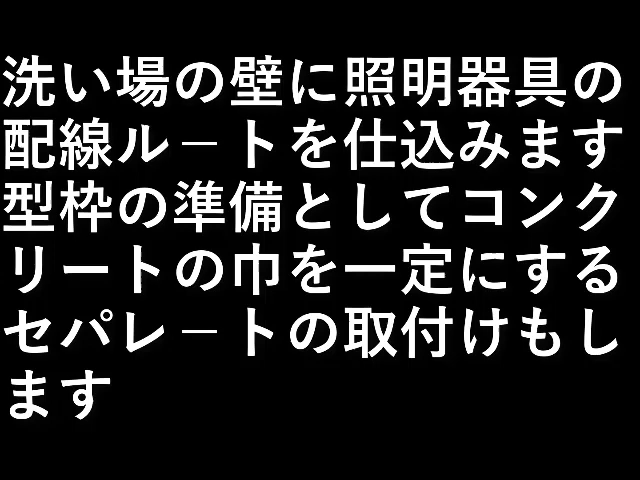 洗い場の壁に照明器具の
配線ル－トを仕込みます
型枠の準備としてコンク
リートの巾を一定にする
セパレ－トの取付けもし
ます